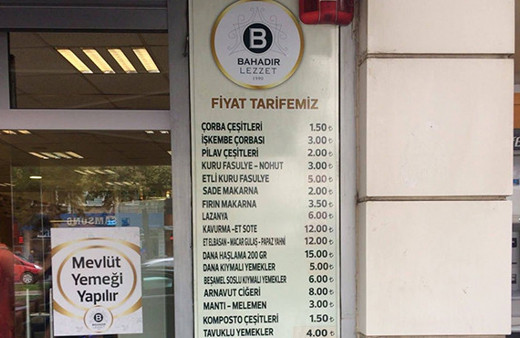 B
BAHADIR
LEZZET
1990
FİYAT TARİFEMİZ
ÇORBA ÇEŞİTLERİ 1.50 ₺
İŞKEMBE ÇORBASI 3.00 ₺
PİLAV ÇEŞİTLERİ 2.00 ₺
KURU FASULYE - NOHUT 3.00 ₺
ETLİ KURU FASULYE 5.00 ₺
SADE MAKARNA 2.00 ₺
FIRIN MAKARNA 3.50 ₺
LAZANYA 6.00 ₺
KAVURMA - ET SOTE 12.00 ₺
ET ELBASAN - MACAR GULAŞ - PAPAZ YAHNİ 12.00 ₺
DANA HAŞLAMA 200 GR 15.00 ₺
DANA KIYMALI YEMEKLER 5.00 ₺
BEŞAMEL SOSLU KIYMALI YEMEKLER 6.00 ₺
ARNAVUT CİĞERİ 8.00 ₺
MANTI - MELEMEN 3.00 ₺
KOMPOSTO ÇEŞİTLERİ 1.50 ₺
TAVUKLU YEMEKLER 4.00 ₺
SAMSUNG
Mevlüt
Yemeği
Yapılır
B
BAHADIR